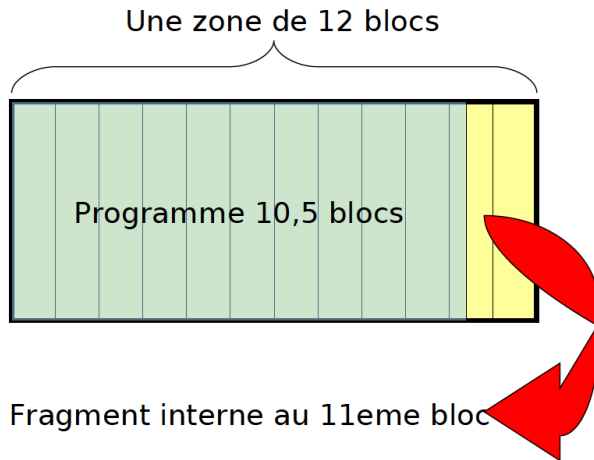 Une zone de 12 blocs
Programme 10,5 blocs
Fragment interne au 11eme bloc